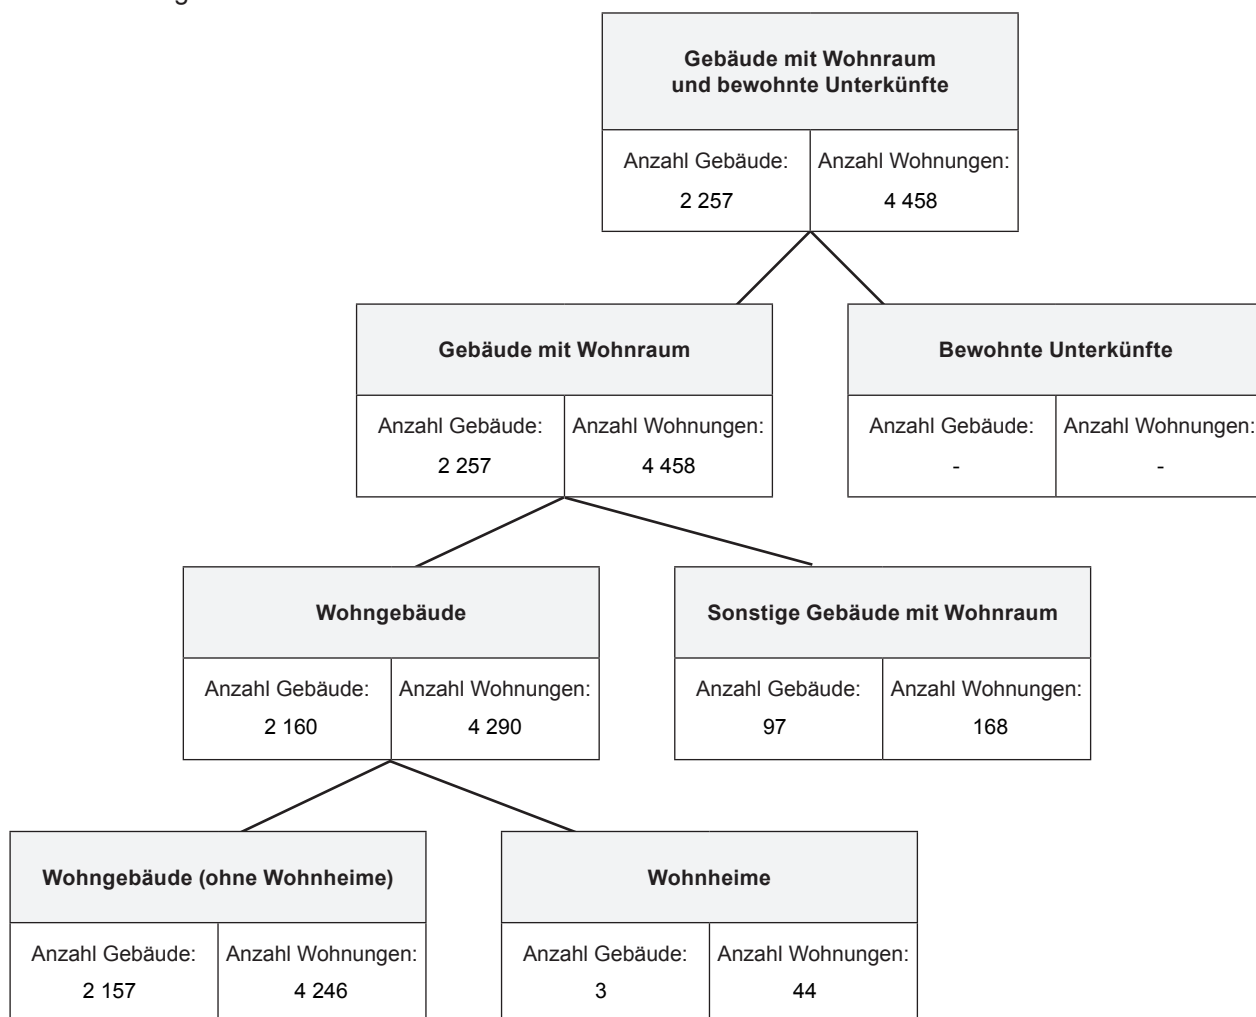 Gebäude mit Wohnraum
und bewohnte Unterkünfte
Anzahl Gebäude: Anzahl Wohnungen:
2 257 4 458
Gebäude mit Wohnraum
Anzahl Gebäude: Anzahl Wohnungen:
2 257 4 458
Bewohnte Unterkünfte
Anzahl Gebäude: Anzahl Wohnungen:
- -
Wohngebäude
Anzahl Gebäude: Anzahl Wohnungen:
2 160 4 290
Sonstige Gebäude mit Wohnraum
Anzahl Gebäude: Anzahl Wohnungen:
97 168
Wohngebäude (ohne Wohnheime)
Anzahl Gebäude: Anzahl Wohnungen:
2 157 4 246
Wohnheime
Anzahl Gebäude: Anzahl Wohnungen:
3 44